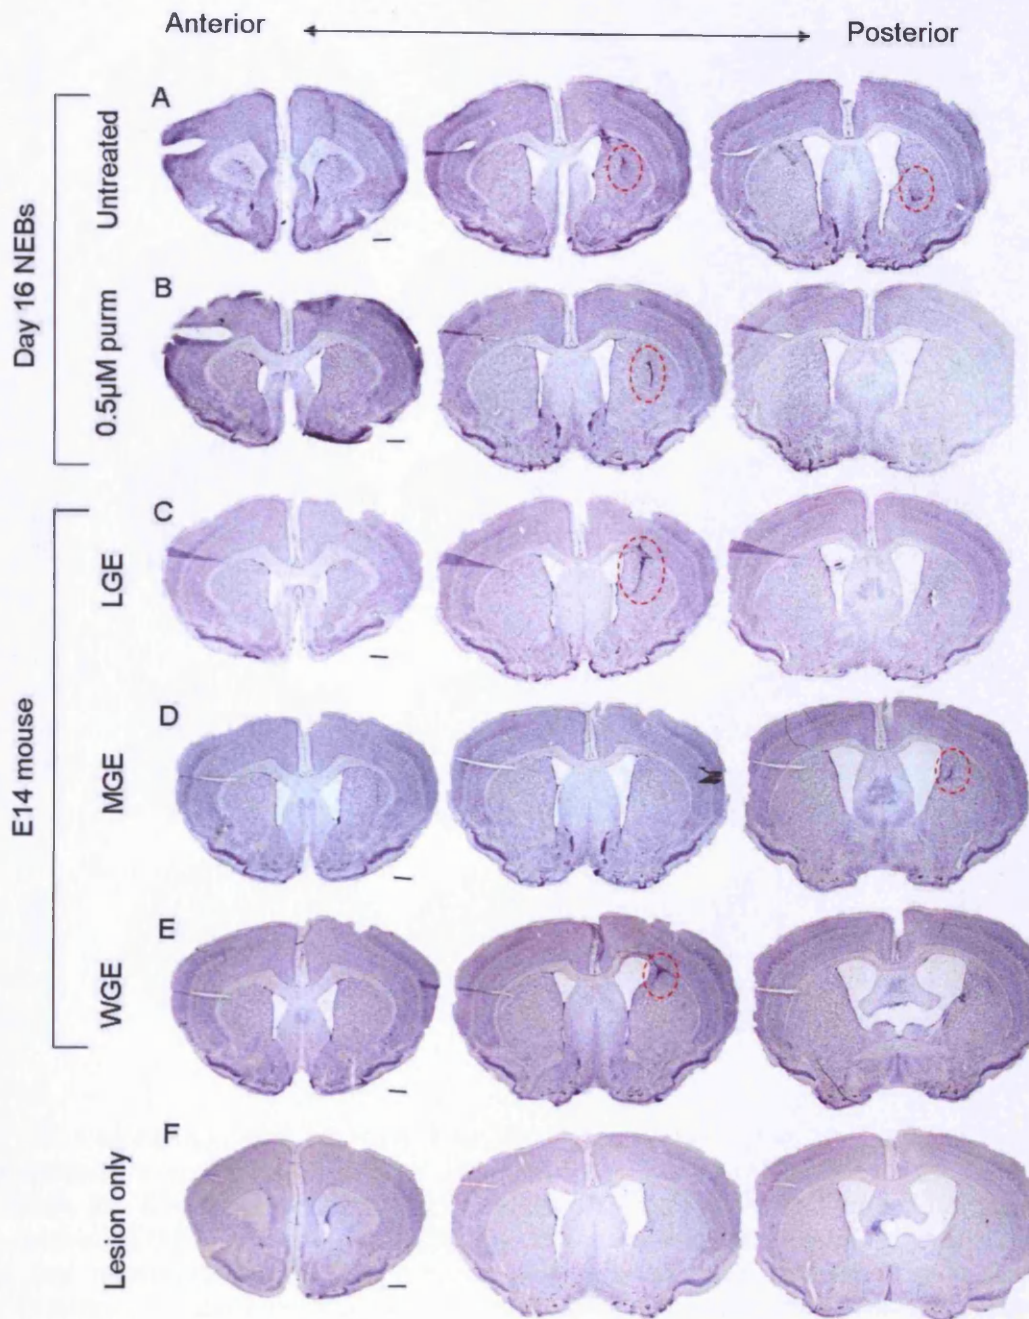 Anterior
Posterior
Day 16 NEBs
Untreated
A
0.5µM purm
B
E14 mouse
LGE
C
MGE
D
WGE
E
Lesion only
F